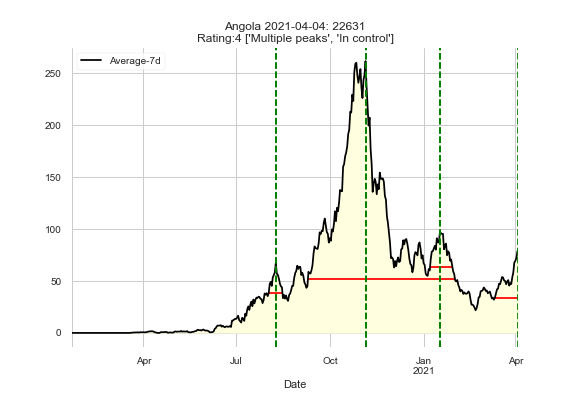 Angola 2021-04-04: 22631
Rating:4 ['Multiple peaks', 'In control']
Average-7d
250
200
150
100
50
0
Apr Jul Oct Jan Apr
2021
Date